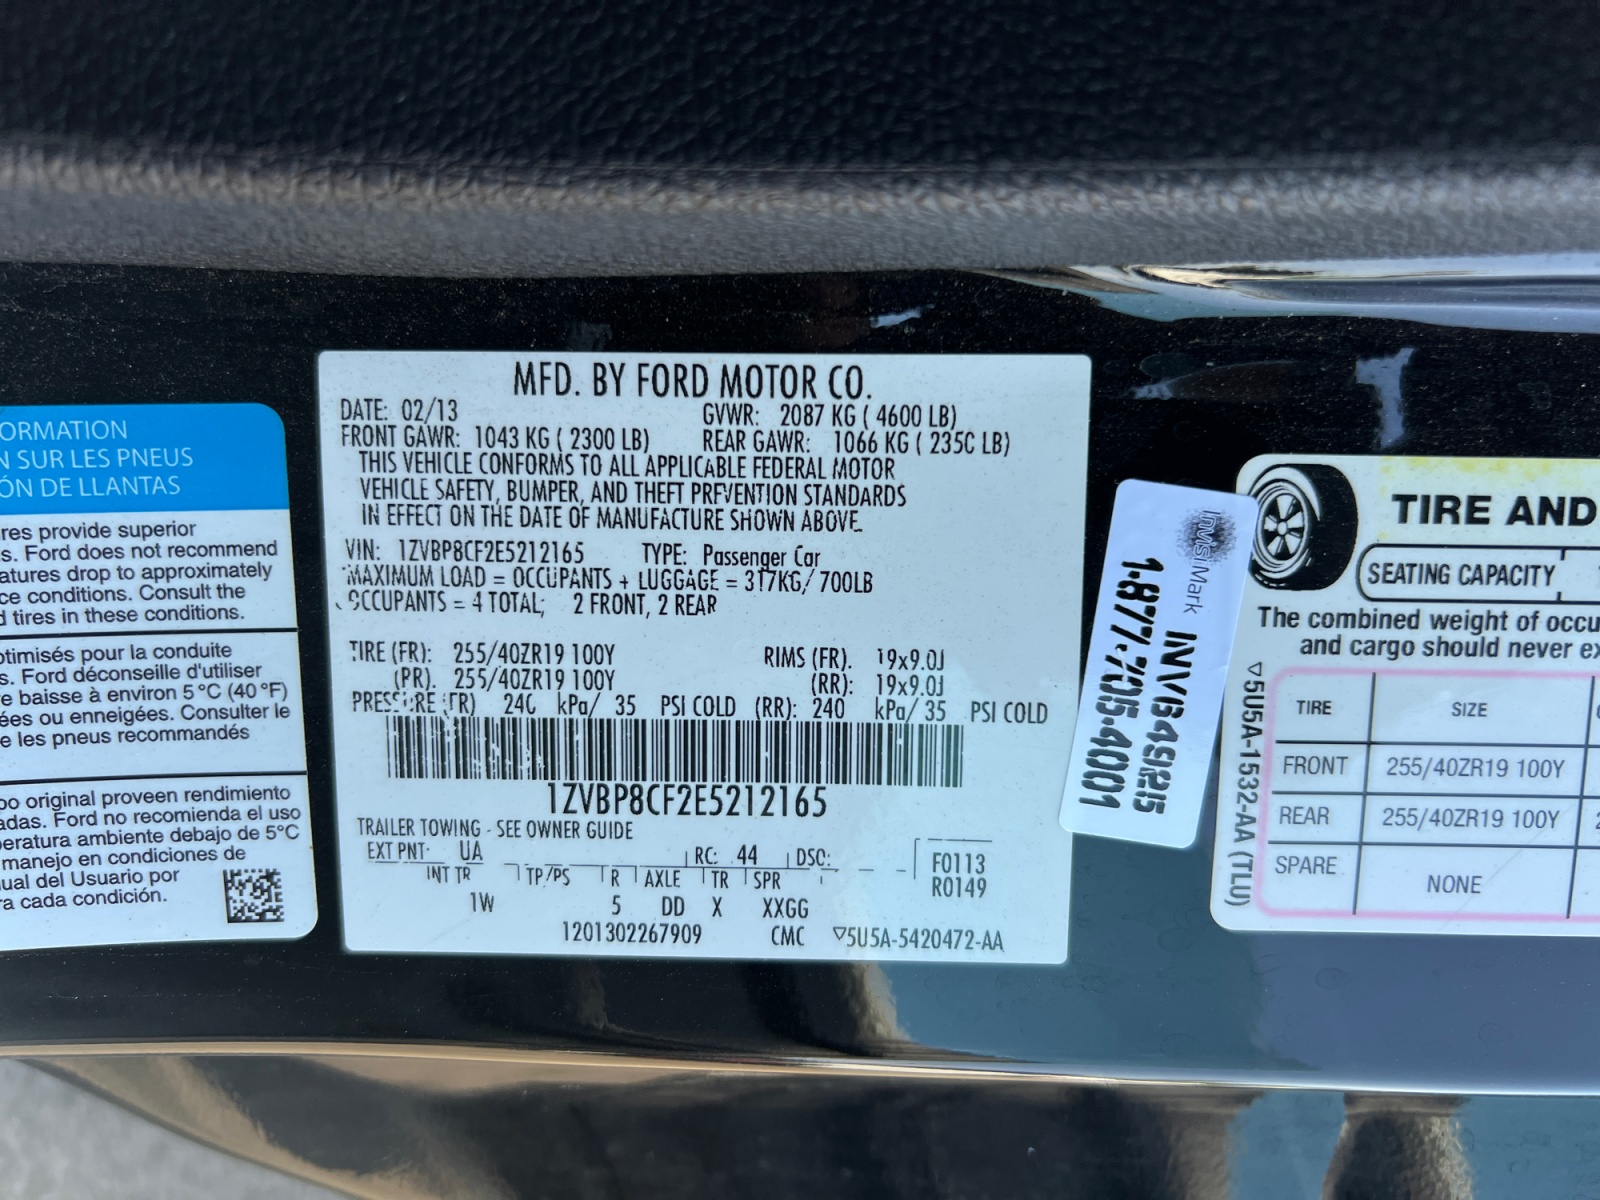 ORMATION
N SUR LES PNEUS
ÓN DE LLANTAS
res provide superior
s. Ford does not recommend
atures drop to approximately
ce conditions. Consult the
d tires in these conditions.
otimisés pour la conduite
s. Ford déconseille d'utiliser
e baisse à environ 5 °C (40 °F)
ées ou enneigées. Consulter le
e les pneus recommandés
oo original proveen rendimiento
adas. Ford no recomienda el uso
peratura ambiente debajo de 5°C
manejo en condiciones de
ual del Usuario por
ra cada condición.
MFD. BY FORD MOTOR CO.
DATE: 02/13 GVWR: 2087 KG ( 4600 LB)
FRONT GAWR: 1043 KG ( 2300 LB) REAR GAWR: 1066 KG ( 2350 LB)
THIS VEHICLE CONFORMS TO ALL APPLICABLE FEDERAL MOTOR
VEHICLE SAFETY, BUMPER, AND THEFT PREVENTION STANDARDS
IN EFFECT ON THE DATE OF MANUFACTURE SHOWN ABOVE.
VIN: 1ZVBP8CF2E5212165 TYPE: Passenger Car
MAXIMUM LOAD = OCCUPANTS + LUGGAGE = 317KG/ 700LB
OCCUPANTS = 4 TOTAL; 2 FRONT, 2 REAR
TIRE (FR): 255/40ZR19 100Y RIMS (FR). 19x9.0J
(RR): 255/40ZR19 100Y (RR): 19x9.0J
PRESSURE (FR) 240 kPa/ 35 PSI COLD (RR): 240 kPa/ 35 PSI COLD
1ZVBP8CF2E5212165
TRAILER TOWING - SEE OWNER GUIDE
EXT PNT: UA RC: 44 DSO: F0113
INT TR TP/PS R AXLE TR SPR R0149
1W 5 DD X XXGG
1201302267909 CMC ▽5U5A-5420472-AA
InvisiMark
INVB494925
1-877-705-4001
TIRE AND
SEATING CAPACITY
The combined weight of occu
and cargo should never ex
▽5U5A-1532-AA (TLU)
TIRE SIZE
FRONT 255/40ZR19 100Y
REAR 255/40ZR19 100Y
SPARE NONE